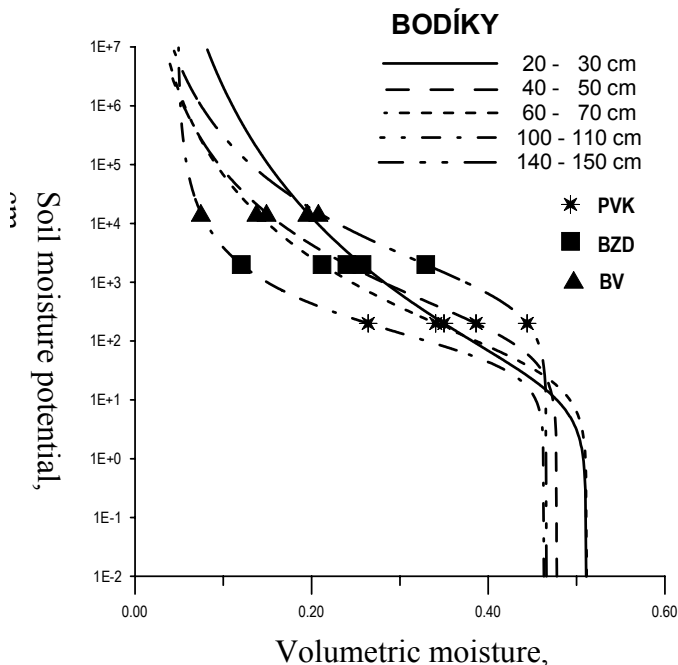 BODÍKY
20 - 30 cm
40 - 50 cm
60 - 70 cm
100 - 110 cm
140 - 150 cm
PVK
BZD
BV
Soil moisture potential,
cm
1E+7
1E+6
1E+5
1E+4
1E+3
1E+2
1E+1
1E+0
1E-1
1E-2
0.00
0.20
0.40
0.60
Volumetric moisture,